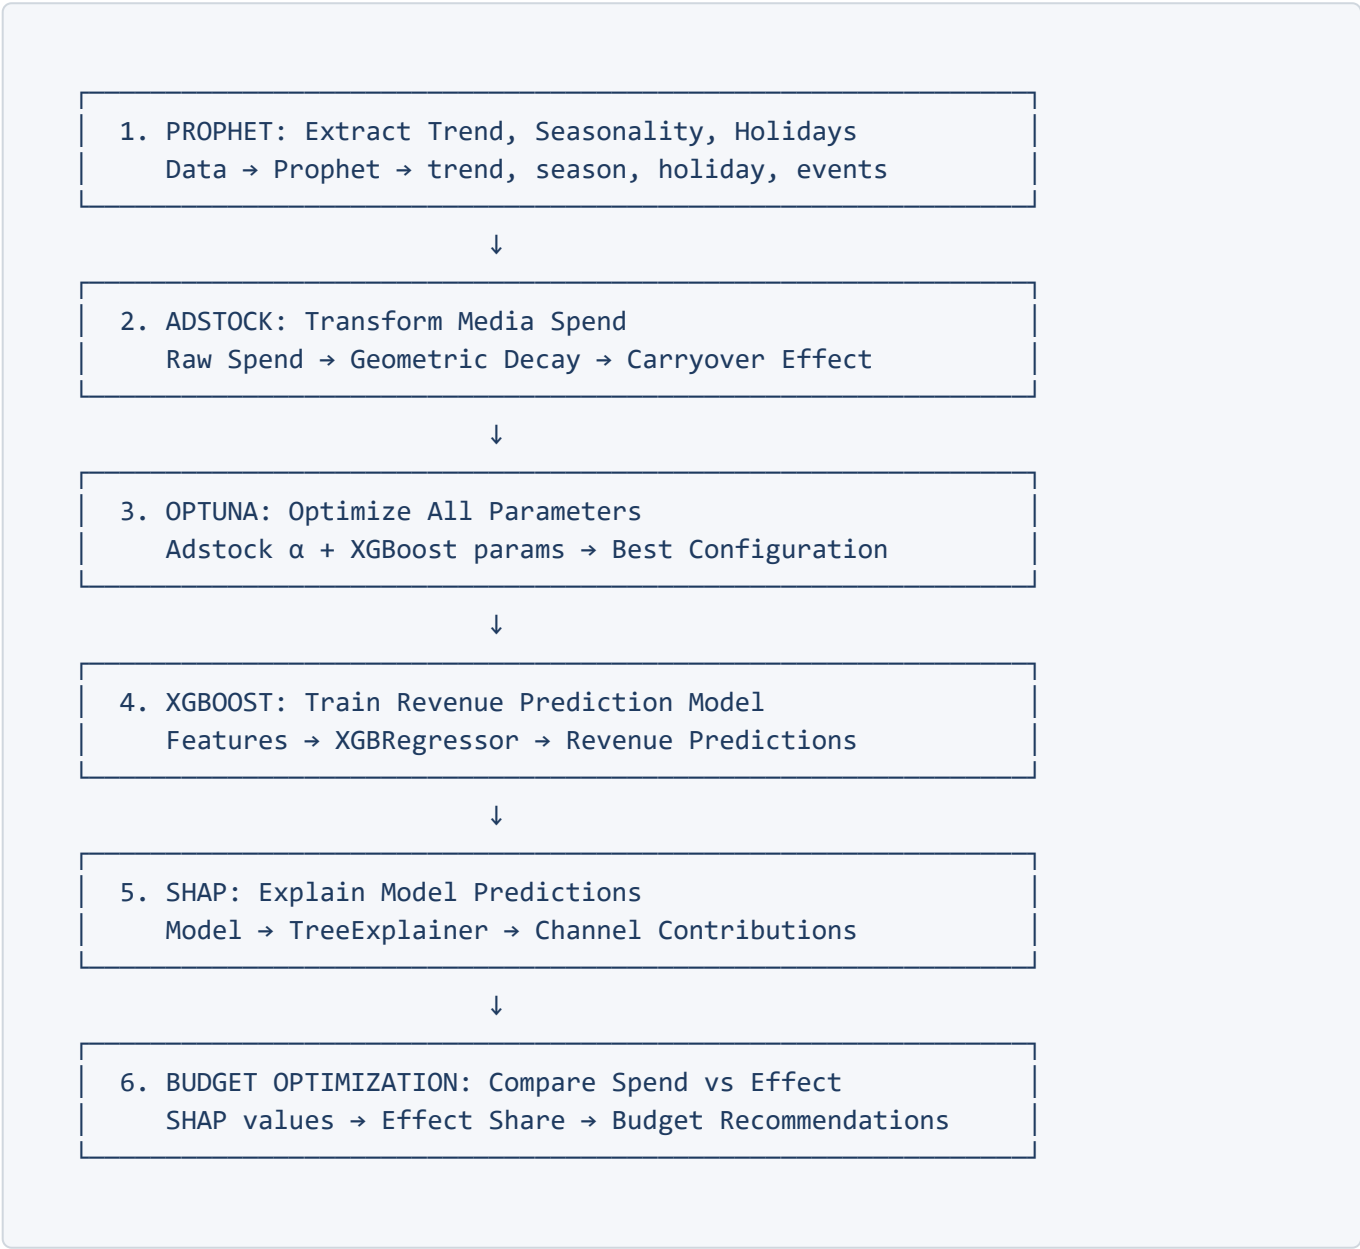 1. PROPHET: Extract Trend, Seasonality, Holidays
Data → Prophet → trend, season, holiday, events
↓
2. ADSTOCK: Transform Media Spend
Raw Spend → Geometric Decay → Carryover Effect
↓
3. OPTUNA: Optimize All Parameters
Adstock α + XGBoost params → Best Configuration
↓
4. XGBOOST: Train Revenue Prediction Model
Features → XGBRegressor → Revenue Predictions
↓
5. SHAP: Explain Model Predictions
Model → TreeExplainer → Channel Contributions
↓
6. BUDGET OPTIMIZATION: Compare Spend vs Effect
SHAP values → Effect Share → Budget Recommendations